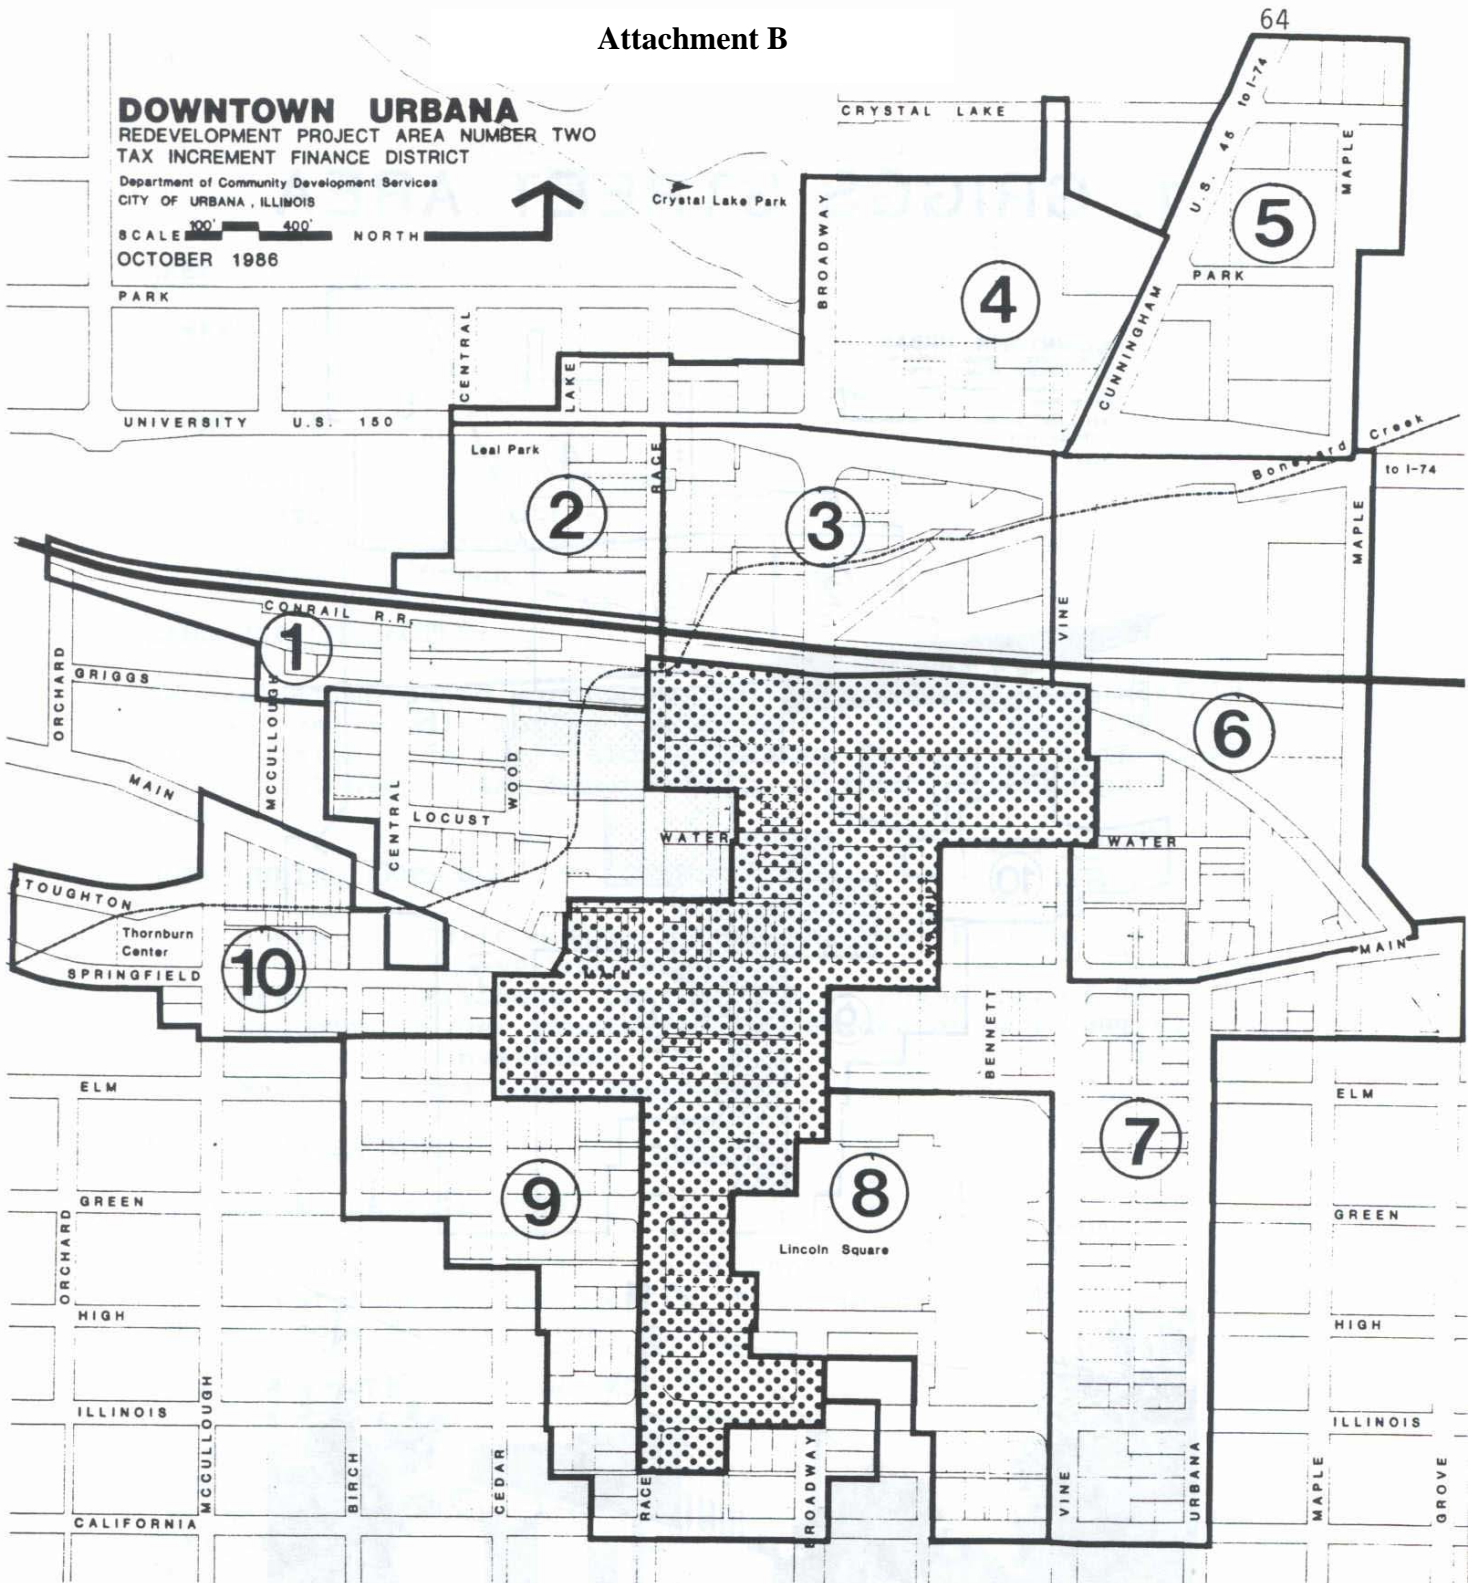 64
Attachment B
DOWNTOWN URBANA
REDEVELOPMENT PROJECT AREA NUMBER TWO
TAX INCREMENT FINANCE DISTRICT
Department of Community Development Services
CITY OF URBANA, ILLINOIS
SCALE 100' 400' NORTH
OCTOBER 1986
CRYSTAL LAKE
to I-74
U.S. 45
MAPLE
Crystal Lake Park
BROADWAY
5
4
PARK
PARK
CUNNINGHAM
CENTRAL
LAKE
UNIVERSITY U.S. 150
Leal Park
RACE
Boneyard Creek
to I-74
2
3
MAPLE
CONRAIL R.R.
VINE
1
ORCHARD
GRIGGS
MCCULLOUGH
6
MAIN
WOOD
CENTRAL
LOCUST
WATER
WATER
STOUGHTON
Thornburn
Center
SPRINGFIELD
10
MAIN
MAIN
BENNETT
ELM
ELM
7
9
8
GREEN
GREEN
ORCHARD
Lincoln Square
HIGH
HIGH
ILLINOIS
ILLINOIS
MCCULLOUGH
BIRCH
CEDAR
RACE
BROADWAY
VINE
URBANA
MAPLE
GROVE
CALIFORNIA